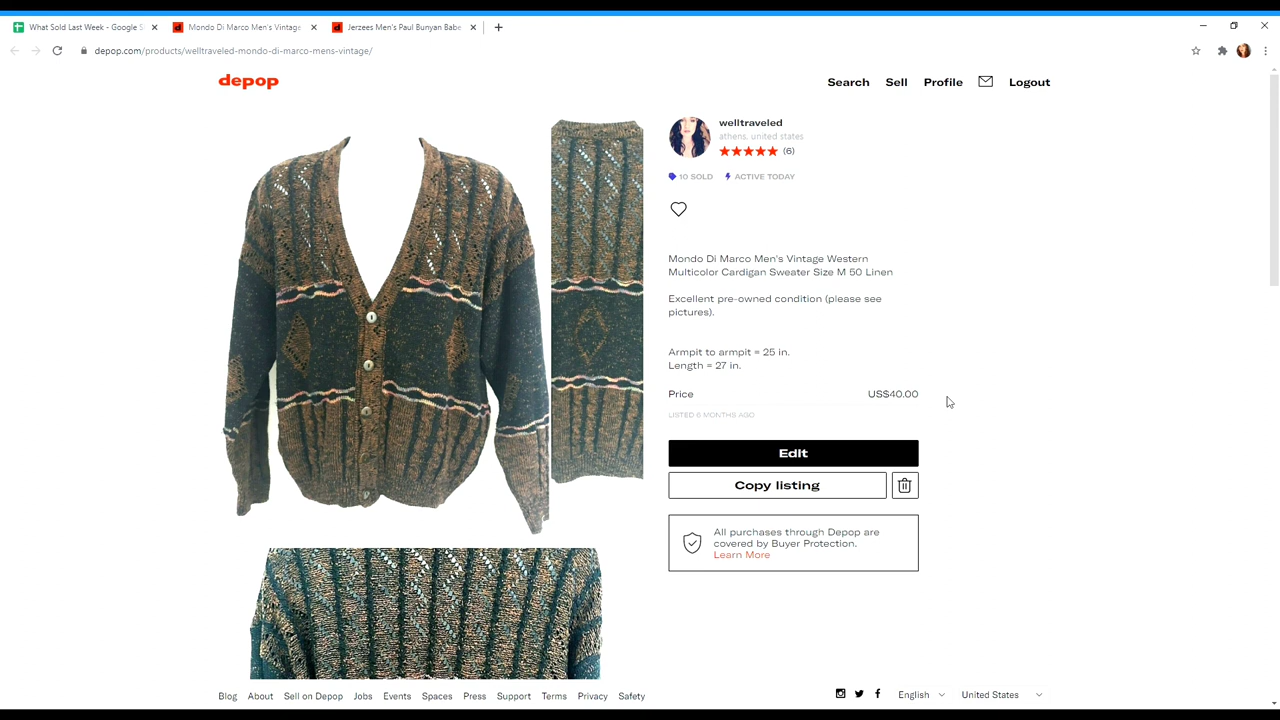 What Sold Last Week - Google S
Mondo Di Marco Men's Vintage
Jerzees Men's Paul Bunyan Babe
depop.com/products/welltraveled-mondo-di-marco-mens-vintage/
depop
Search
Sell
Profile
Logout
welltraveled
athens, united states
(6)
10 SOLD
ACTIVE TODAY
Mondo Di Marco Men's Vintage Western
Multicolor Cardigan Sweater Size M 50 Linen
Excellent pre-owned condition (please see
pictures).
Armpit to armpit = 25 in.
Length = 27 in.
Price
US$40.00
LISTED 6 MONTHS AGO
Edit
Copy listing
All purchases through Depop are
covered by Buyer Protection.
Learn More
Blog
About
Sell on Depop
Jobs
Events
Spaces
Press
Support
Terms
Privacy
Safety
English
United States